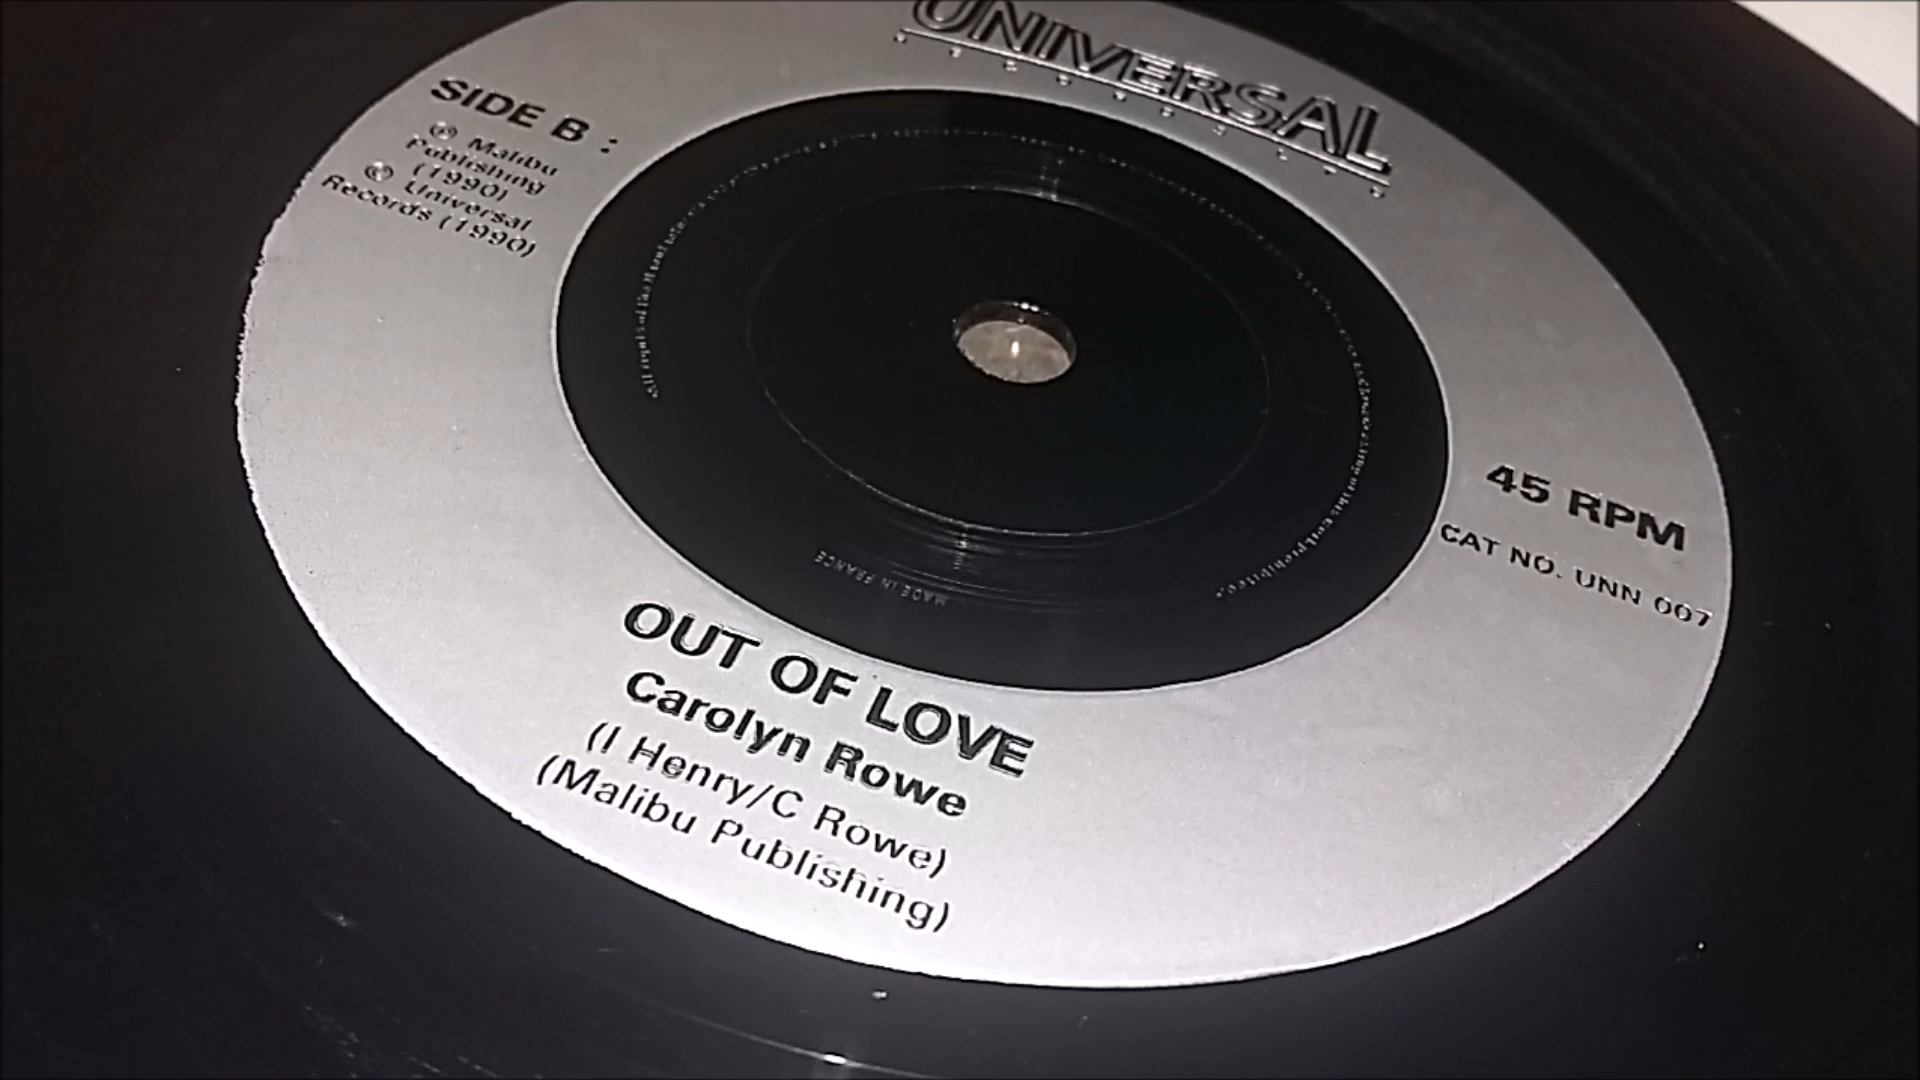 UNIVERSAL
SIDE B :
℗ Malibu
Publishing
(1990)
© Universal
Records (1990)
45 RPM
CAT NO. UNN 007
MADE IN FRANCE
OUT OF LOVE
Carolyn Rowe
(I Henry/C Rowe)
(Malibu Publishing)